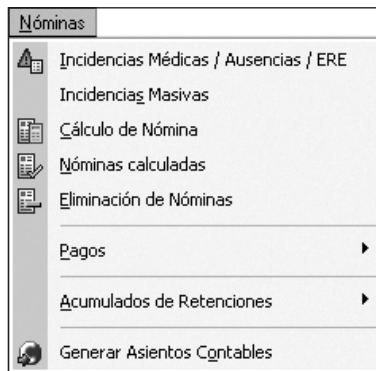 Nóminas
Incidencias Médicas / Ausencias / ERE
Incidencias Masivas
Cálculo de Nómina
Nóminas calculadas
Eliminación de Nóminas
Pagos
Acumulados de Retenciones
Generar Asientos Contables